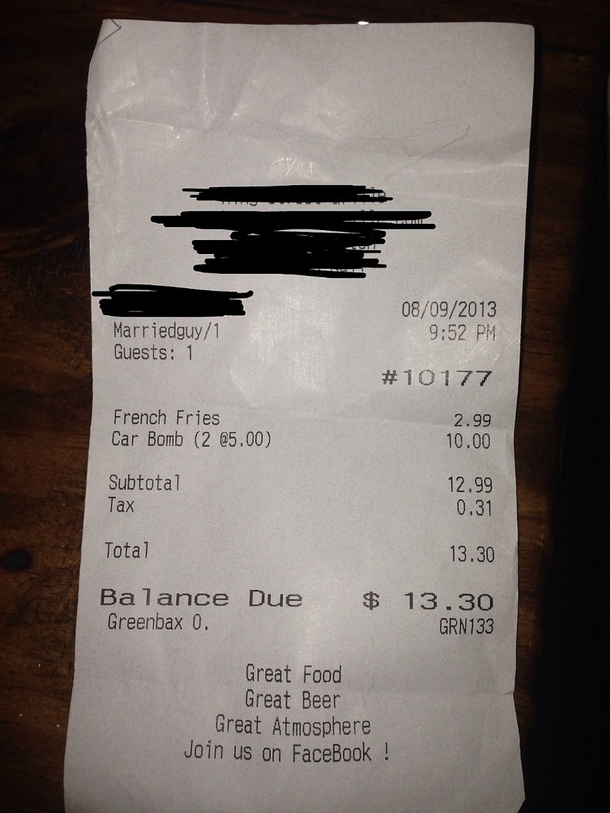 08/09/2013
Marriedguy/1 9:52 PM
Guests: 1
#10177
French Fries 2.99
Car Bomb (2 @5.00) 10.00
Subtotal 12.99
Tax 0.31
Total 13.30
Balance Due $ 13.30
Greenbax 0. GRN133
Great Food
Great Beer
Great Atmosphere
Join us on FaceBook !